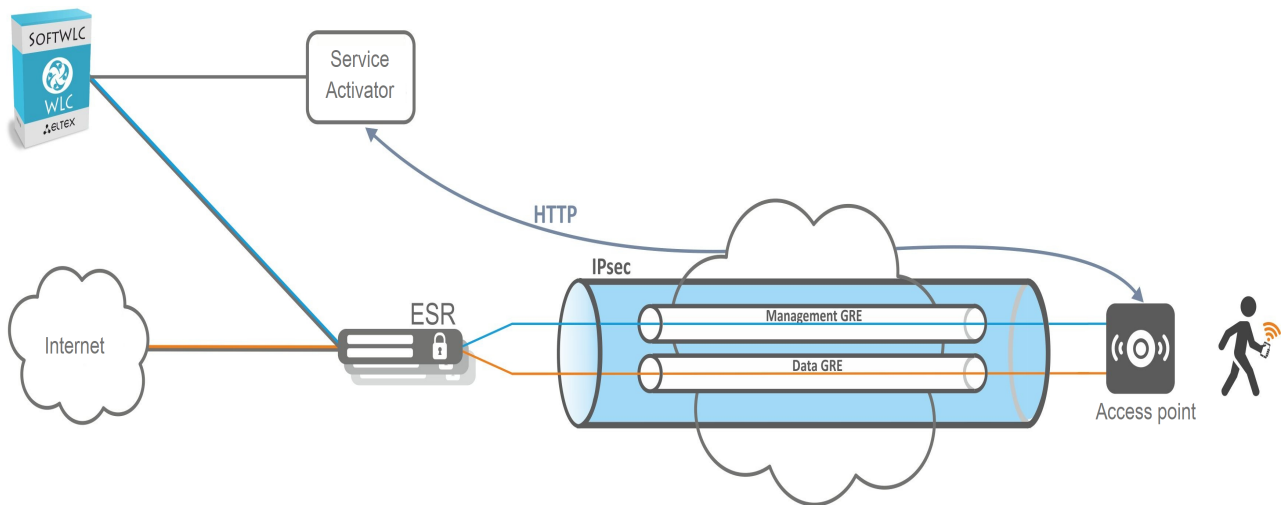 SOFTWLC
WLC
ELTEX
Service
Activator
HTTP
IPsec
ESR
Management GRE
Internet
Data GRE
Access point